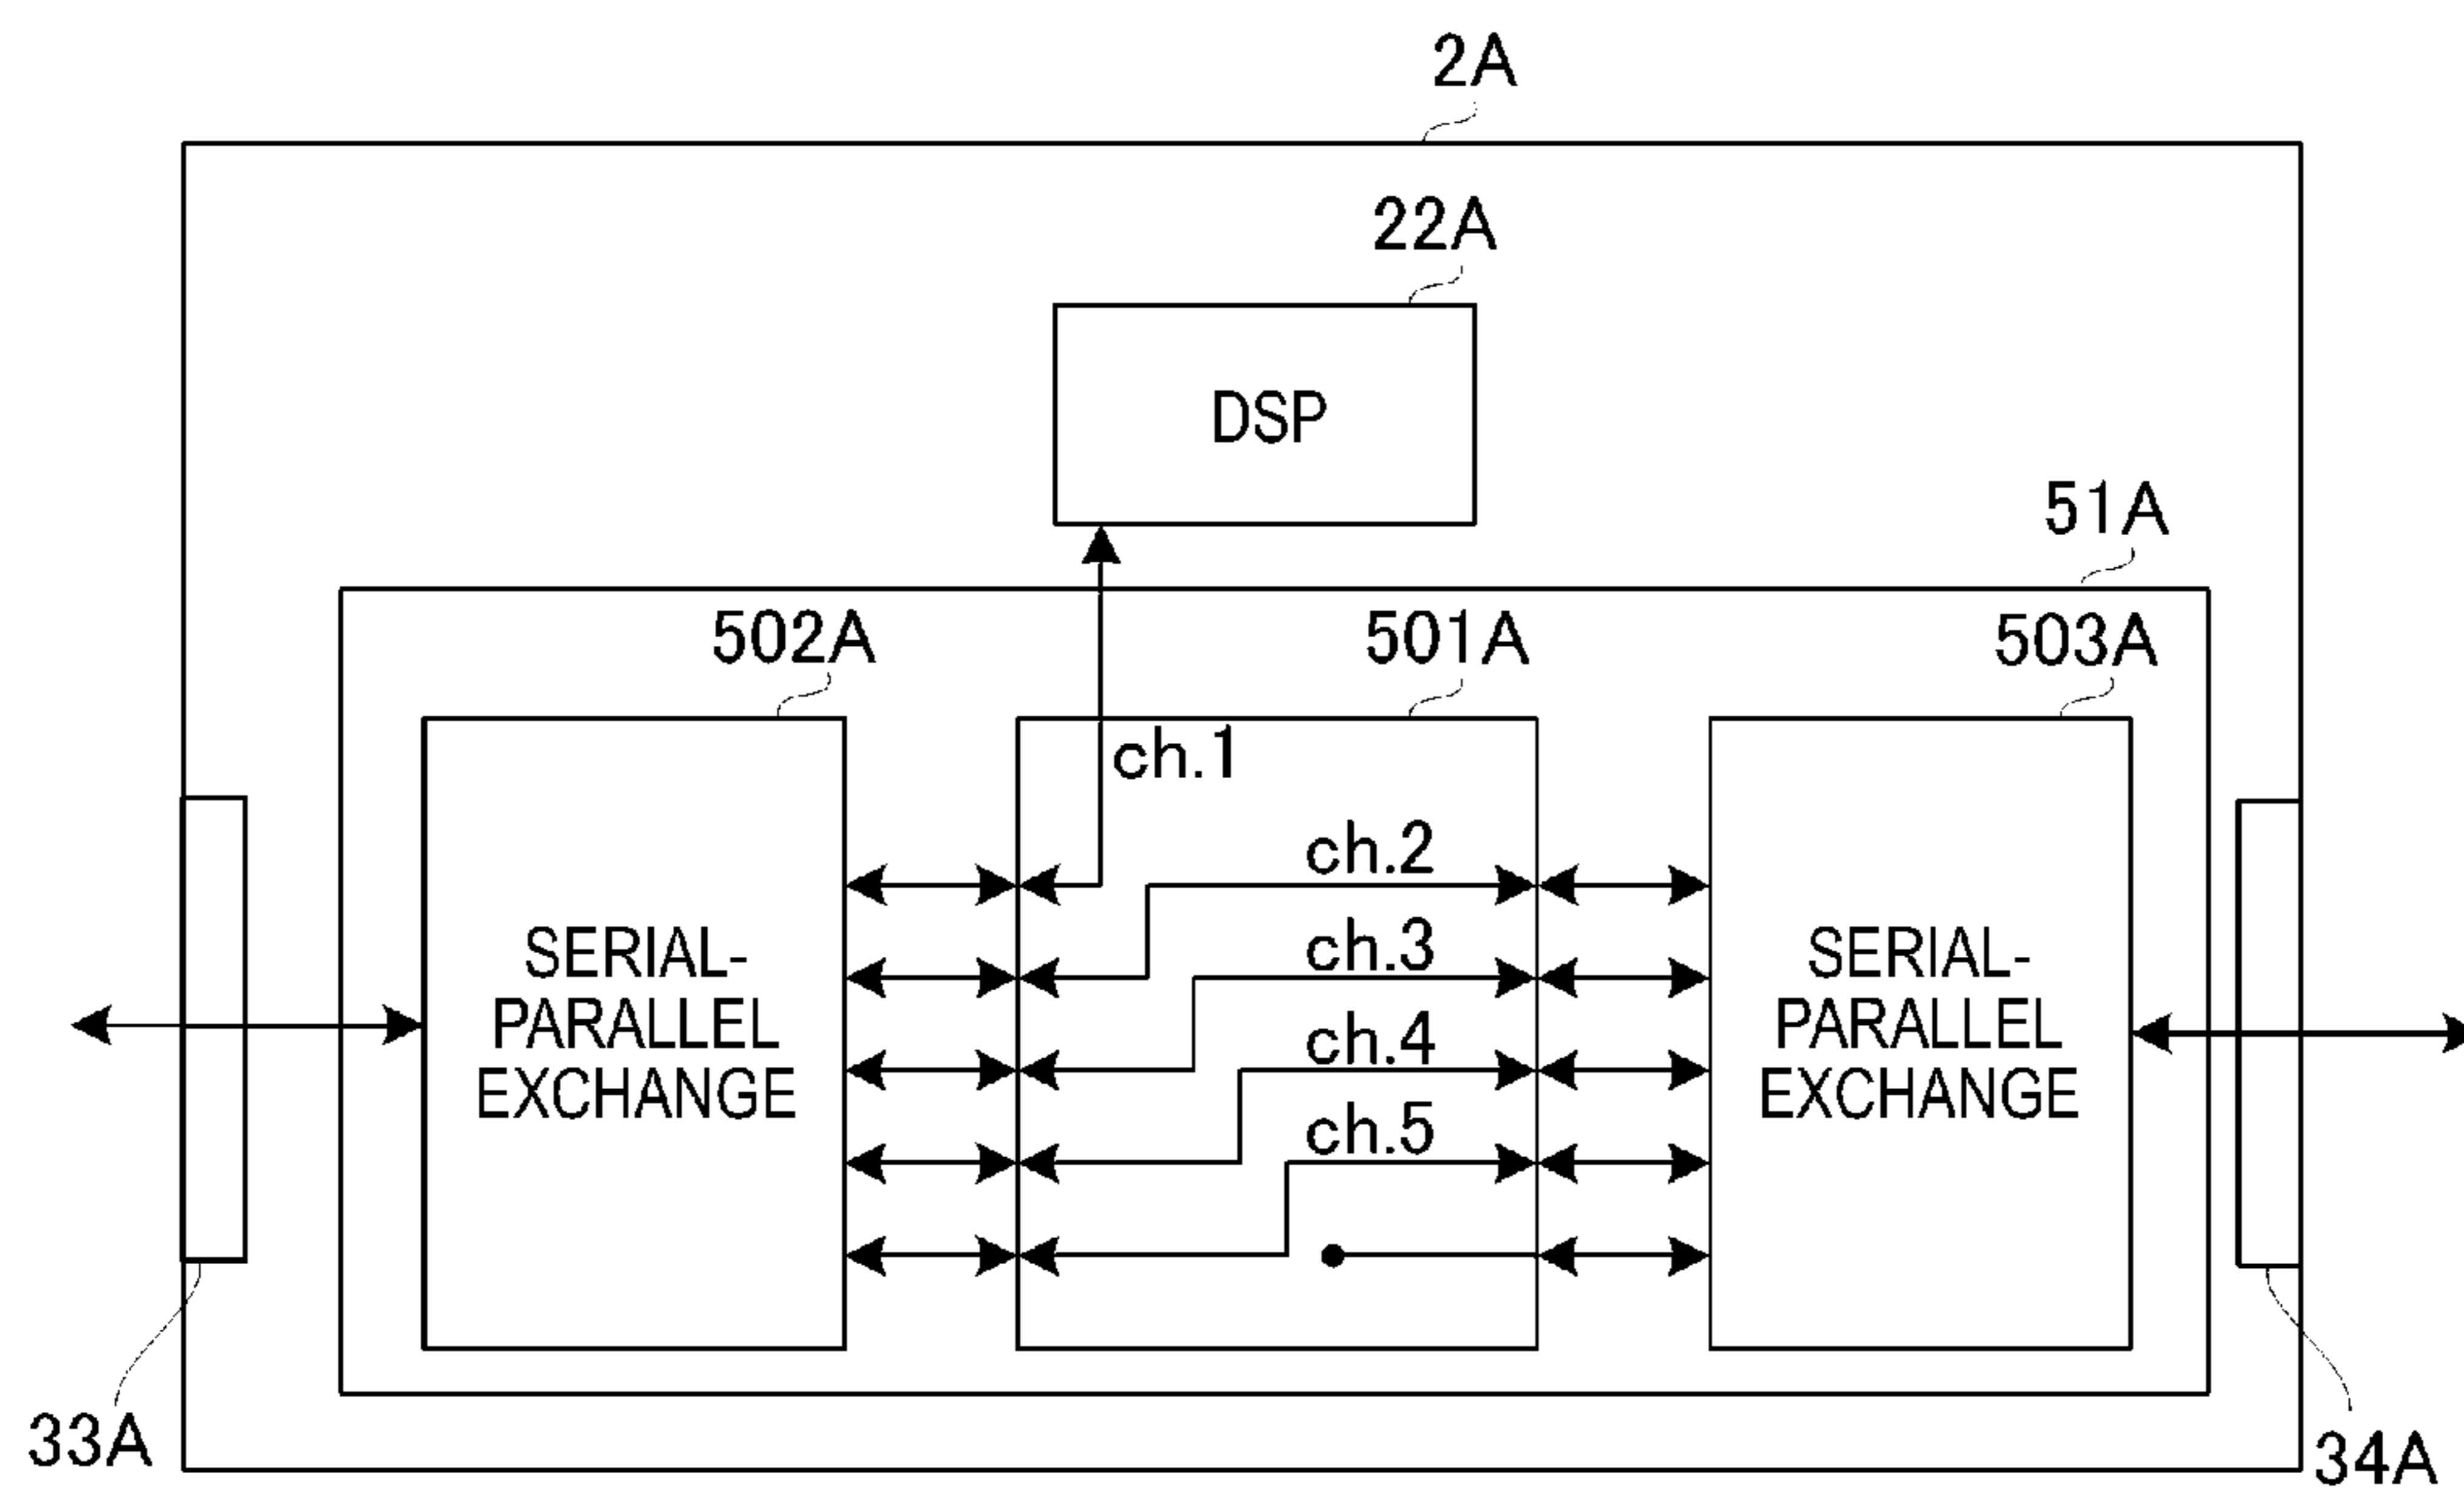 2A
22A
DSP
51A
502A
501A
503A
ch.1
ch.2
ch.3
ch.4
ch.5
SERIAL-
PARALLEL
EXCHANGE
SERIAL-
PARALLEL
EXCHANGE
33A
34A